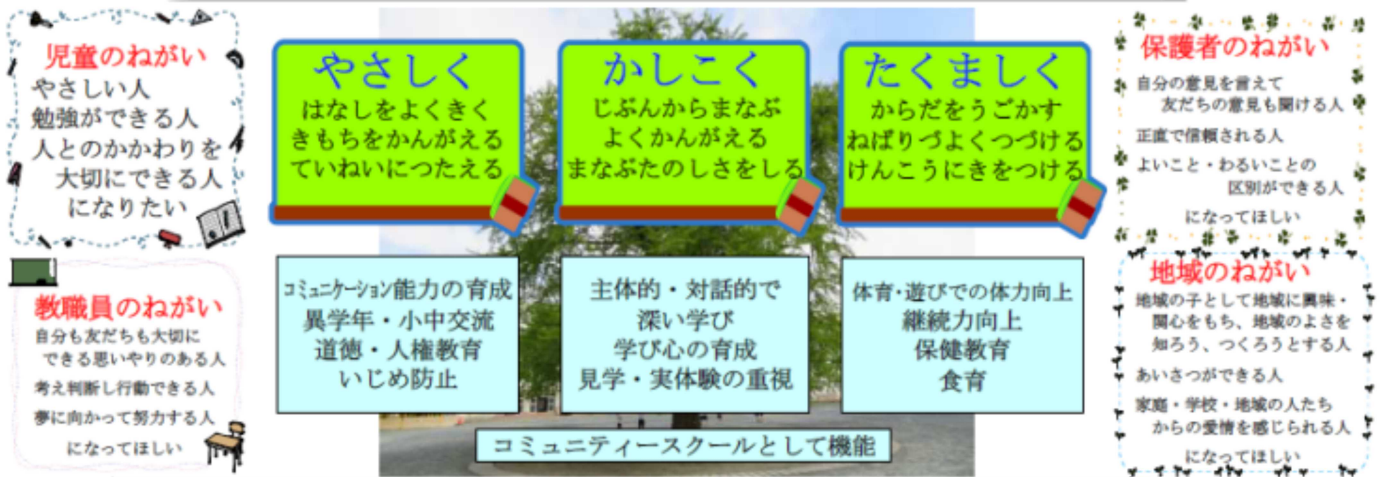 児童のねがい
やさしい人
勉強ができる人
人とのかかわりを
大切にできる人
になりたい
教職員のねがい
自分も友だちも大切に
できる思いやりのある人
考え判断し行動できる人
夢に向かって努力する人
になってほしい
やさしく
はなしをよくきく
きもちをかんがえる
ていねいにつたえる
かしこく
じぶんからまなぶ
よくかんがえる
まなぶたのしさをしる
たくましく
からだをうごかす
ねばりづよくつづける
けんこうにきをつける
コミュニケーション能力の育成
異学年・小中交流
道徳・人権教育
いじめ防止
主体的・対話的で
深い学び
学び心の育成
見学・実体験の重視
体育・遊びでの体力向上
継続力向上
保健教育
食育
コミュニティースクールとして機能
保護者のねがい
自分の意見を言えて
友だちの意見も聞ける人
正直で信頼される人
よいこと・わるいことの
区別ができる人
になってほしい
地域のねがい
地域の子として地域に興味・
関心をもち、地域のよさを
知ろう、つくろうとする人
あいさつができる人
家庭・学校・地域の人たち
からの愛情を感じられる人
になってほしい